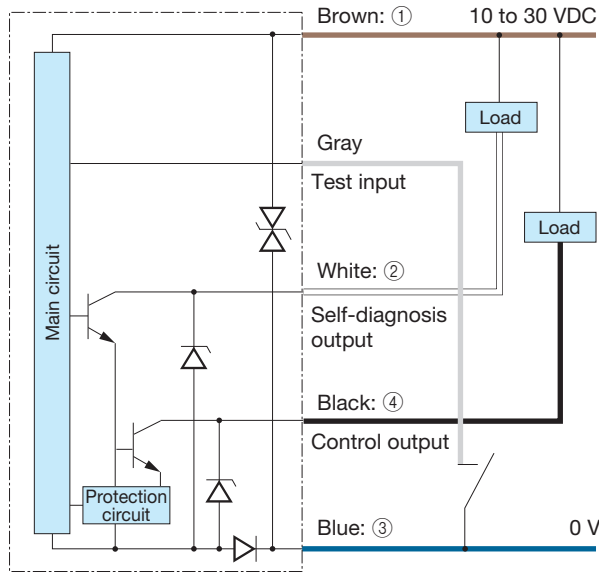 Brown: ① 10 to 30 VDC
Load
Gray
Test input
Load
Main circuit
White: ②
Self-diagnosis
output
Black: ④
Control output
Protection
circuit
Blue: ③ 0 V